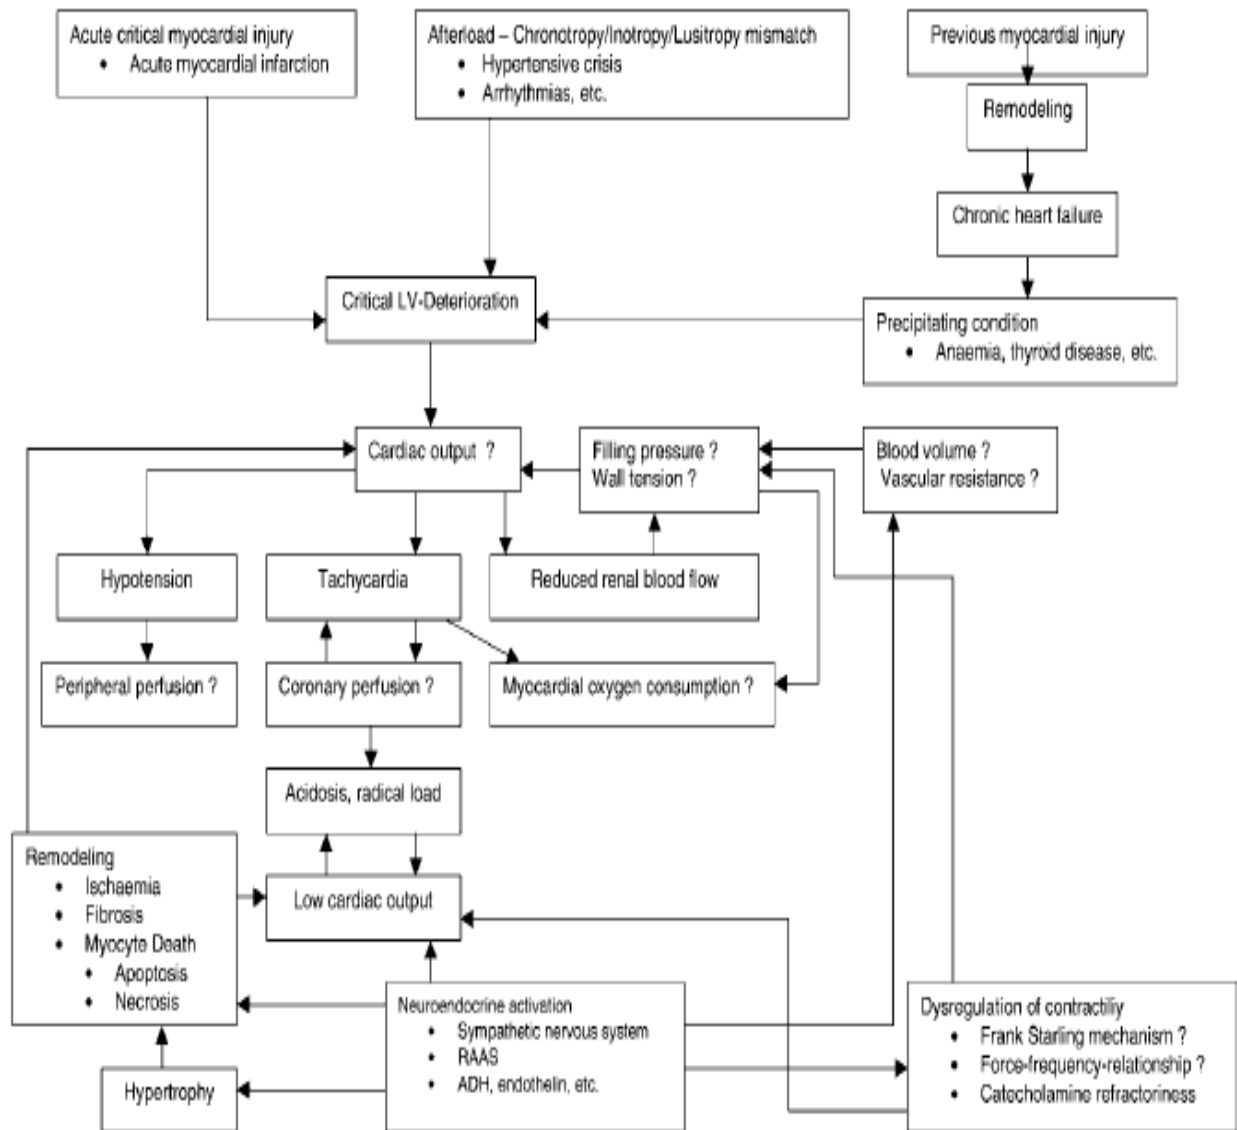 Acute critical myocardial injury
• Acute myocardial infarction
Afterload – Chronotropy/Inotropy/Lusitropy mismatch
• Hypertensive crisis
• Arrhythmias, etc.
Previous myocardial injury
Remodeling
Chronic heart failure
Critical LV-Deterioration
Precipitating condition
• Anaemia, thyroid disease, etc.
Cardiac output ?
Filling pressure ?
Wall tension ?
Blood volume ?
Vascular resistance ?
Hypotension
Tachycardia
Reduced renal blood flow
Peripheral perfusion ?
Coronary perfusion ?
Myocardial oxygen consumption ?
Acidosis, radical load
Remodeling
• Ischaemia
• Fibrosis
• Myocyte Death
• Apoptosis
• Necrosis
Low cardiac output
Neuroendocrine activation
• Sympathetic nervous system
• RAAS
• ADH, endothelin, etc.
Dysregulation of contractiliy
• Frank Starling mechanism ?
• Force-frequency-relationship ?
• Catecholamine refractoriness
Hypertrophy